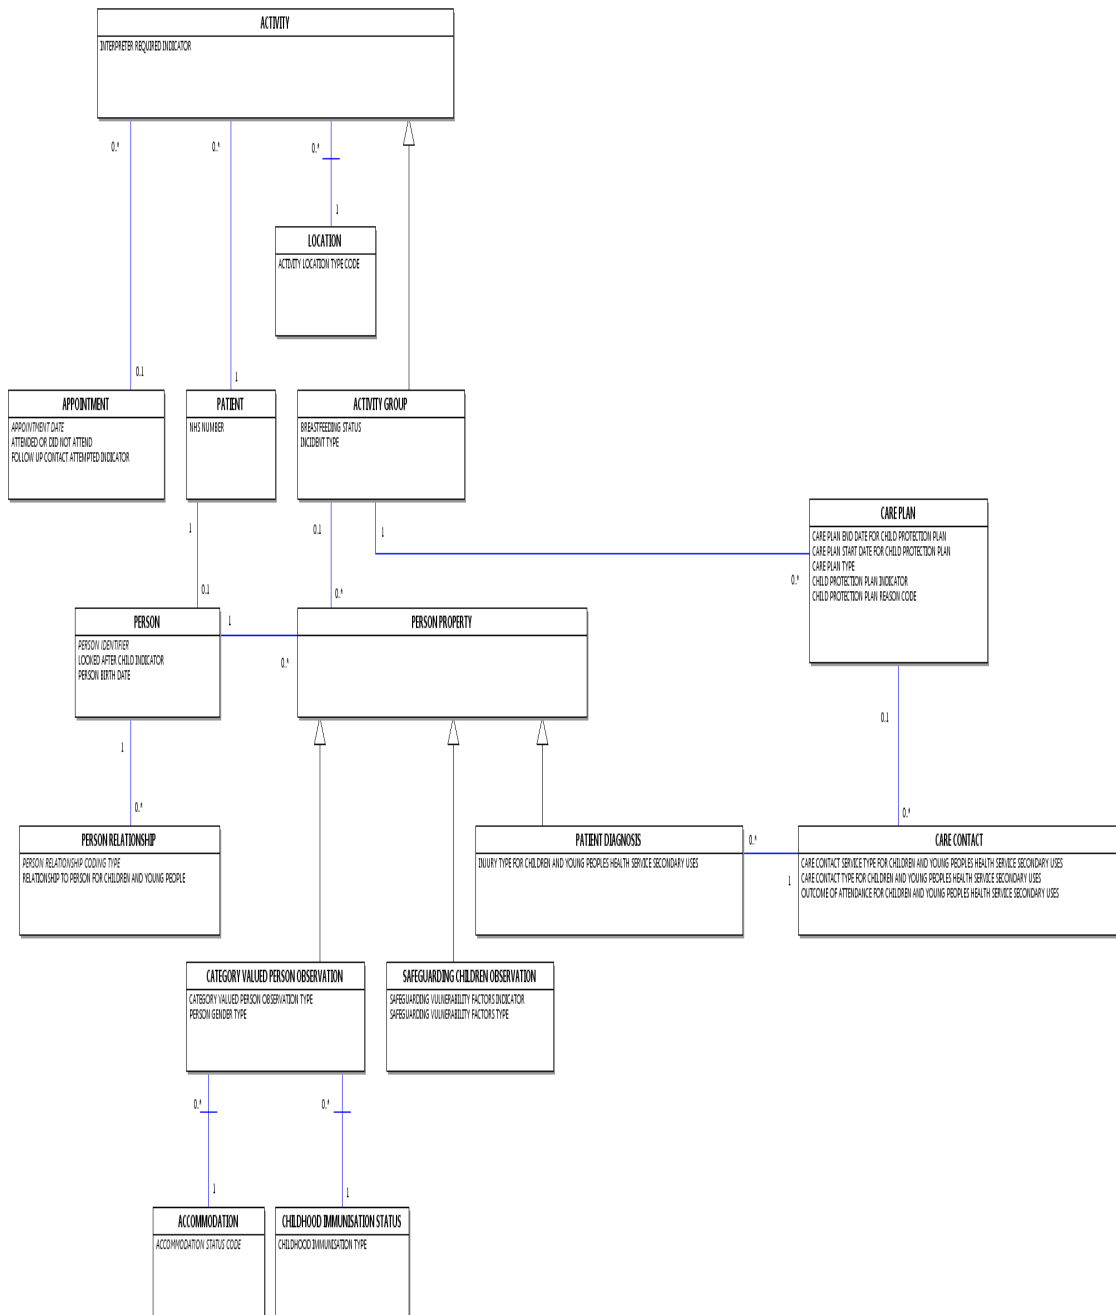 ACTIVITY
INTERPRETER REQUIRED INDICATOR
0..*
0..*
0..*
1
LOCATION
ACTIVITY LOCATION TYPE CODE
0..1
1
APPOINTMENT
APPOINTMENT DATE
ATTENDED OR DID NOT ATTEND
FOLLOW UP CONTACT ATTEMPTED INDICATOR
PATIENT
NHS NUMBER
ACTIVITY GROUP
BREASTFEEDING STATUS
INCIDENT TYPE
1
0..1
1
CARE PLAN
CARE PLAN END DATE FOR CHILD PROTECTION PLAN
CARE PLAN START DATE FOR CHILD PROTECTION PLAN
CARE PLAN TYPE
CHILD PROTECTION PLAN INDICATOR
CHILD PROTECTION PLAN REASON CODE
0..*
0..1
0..*
PERSON
PERSON IDENTIFIER
LOOKED AFTER CHILD INDICATOR
PERSON BIRTH DATE
1
0..*
PERSON PROPERTY
0..1
1
0..*
0..*
PERSON RELATIONSHIP
PERSON RELATIONSHIP CODING TYPE
RELATIONSHIP TO PERSON FOR CHILDREN AND YOUNG PEOPLE
PATIENT DIAGNOSIS
INJURY TYPE FOR CHILDREN AND YOUNG PEOPLES HEALTH SERVICE SECONDARY USES
0..*
1
CARE CONTACT
CARE CONTACT SERVICE TYPE FOR CHILDREN AND YOUNG PEOPLES HEALTH SERVICE SECONDARY USES
CARE CONTACT TYPE FOR CHILDREN AND YOUNG PEOPLES HEALTH SERVICE SECONDARY USES
OUTCOME OF ATTENDANCE FOR CHILDREN AND YOUNG PEOPLES HEALTH SERVICE SECONDARY USES
CATEGORY VALUED PERSON OBSERVATION
CATEGORY VALUED PERSON OBSERVATION TYPE
PERSON GENDER TYPE
SAFEGUARDING CHILDREN OBSERVATION
SAFEGUARDING VULNERABILITY FACTORS INDICATOR
SAFEGUARDING VULNERABILITY FACTORS TYPE
0..*
0..*
1
1
ACCOMMODATION
ACCOMMODATION STATUS CODE
CHILDHOOD IMMUNISATION STATUS
CHILDHOOD IMMUNISATION TYPE